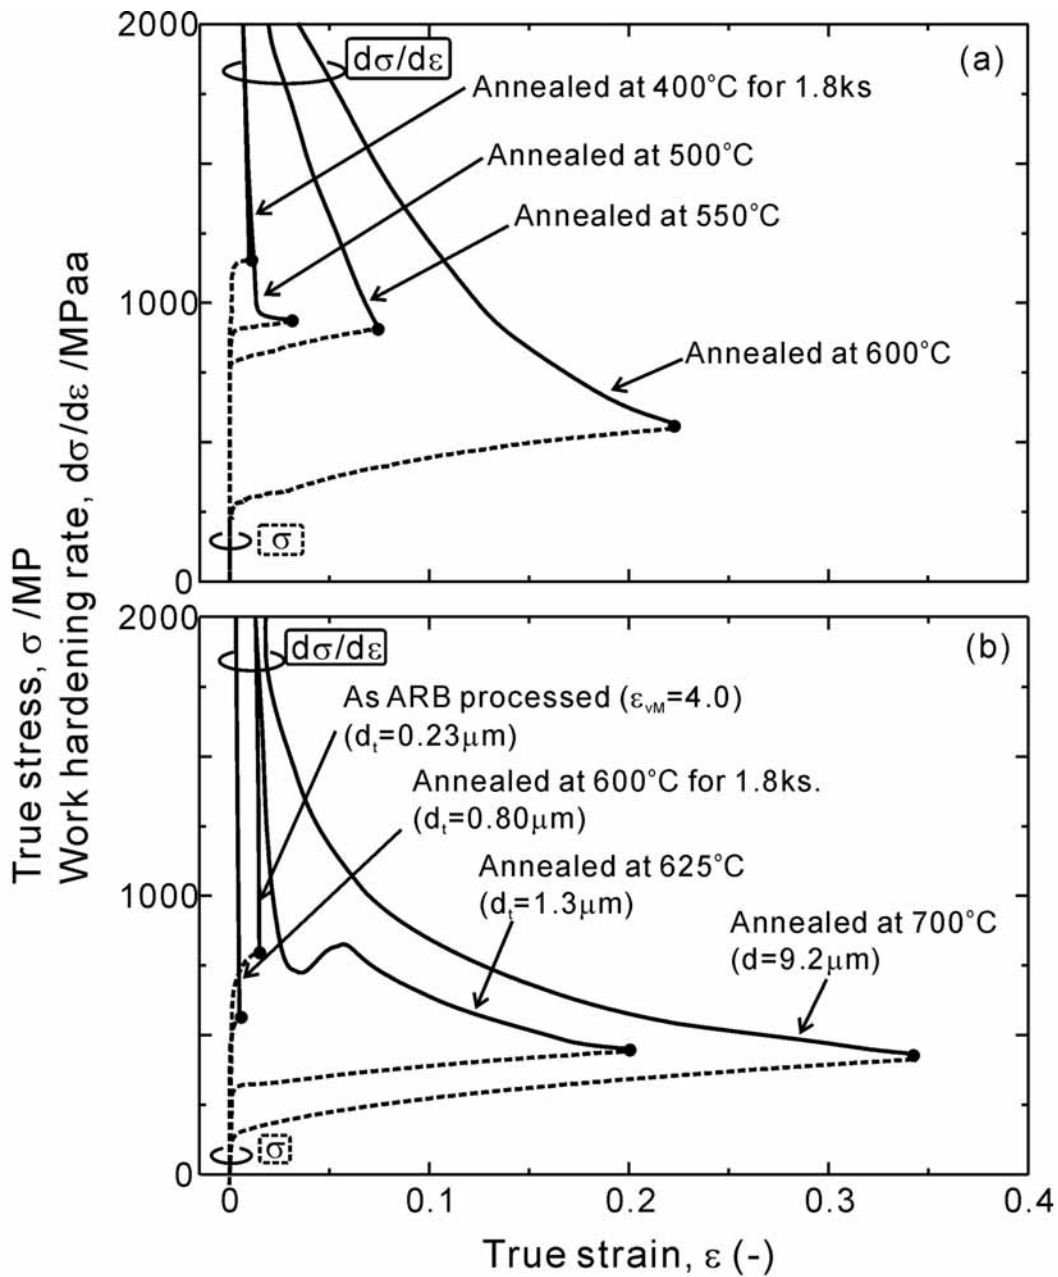 True stress, σ /MP
Work hardening rate, dσ/dε /MPaa
2000
1000
0
(a)
dσ/dε
Annealed at 400°C for 1.8ks
Annealed at 500°C
Annealed at 550°C
Annealed at 600°C
σ
2000
1000
0
(b)
dσ/dε
As ARB processed (εvM=4.0)
(dt=0.23μm)
Annealed at 600°C for 1.8ks.
(dt=0.80μm)
Annealed at 625°C
(dt=1.3μm)
Annealed at 700°C
(d=9.2μm)
σ
0 0.1 0.2 0.3 0.4
True strain, ε (-)